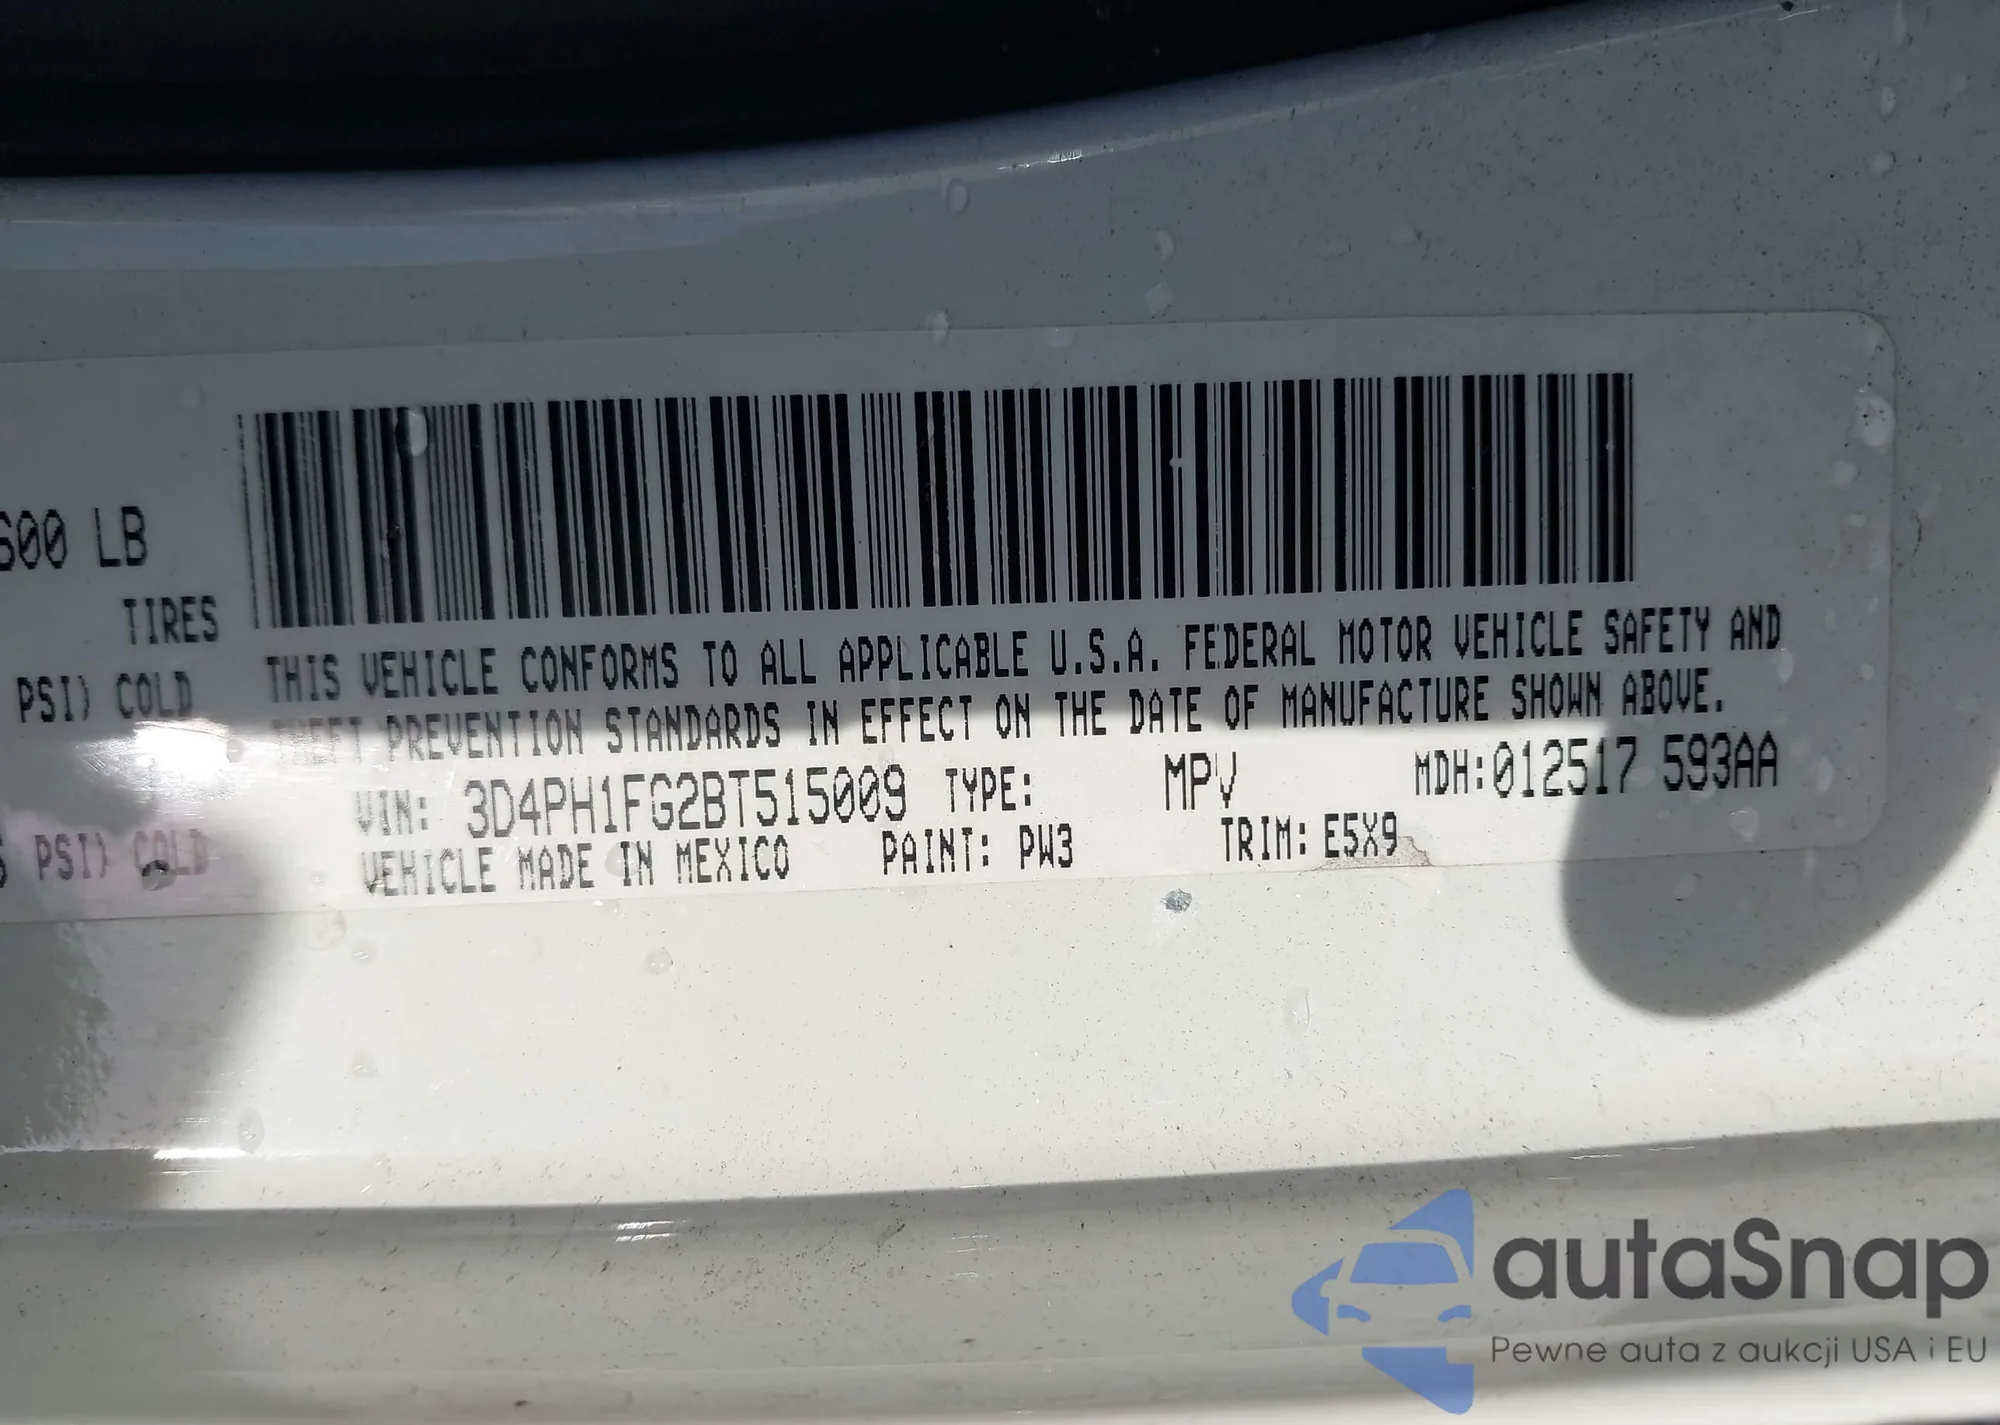 600 LB
TIRES
PSI) COLD
PSI) COLD
THIS VEHICLE CONFORMS TO ALL APPLICABLE U.S.A. FEDERAL MOTOR VEHICLE SAFETY AND
THEFT PREVENTION STANDARDS IN EFFECT ON THE DATE OF MANUFACTURE SHOWN ABOVE.
VIN: 3D4PH1FG2BT515009 TYPE: MPV MDH:012517 593AA
VEHICLE MADE IN MEXICO PAINT: PW3 TRIM: E5X9
autaSnap
Pewne auta z aukcji USA i EU